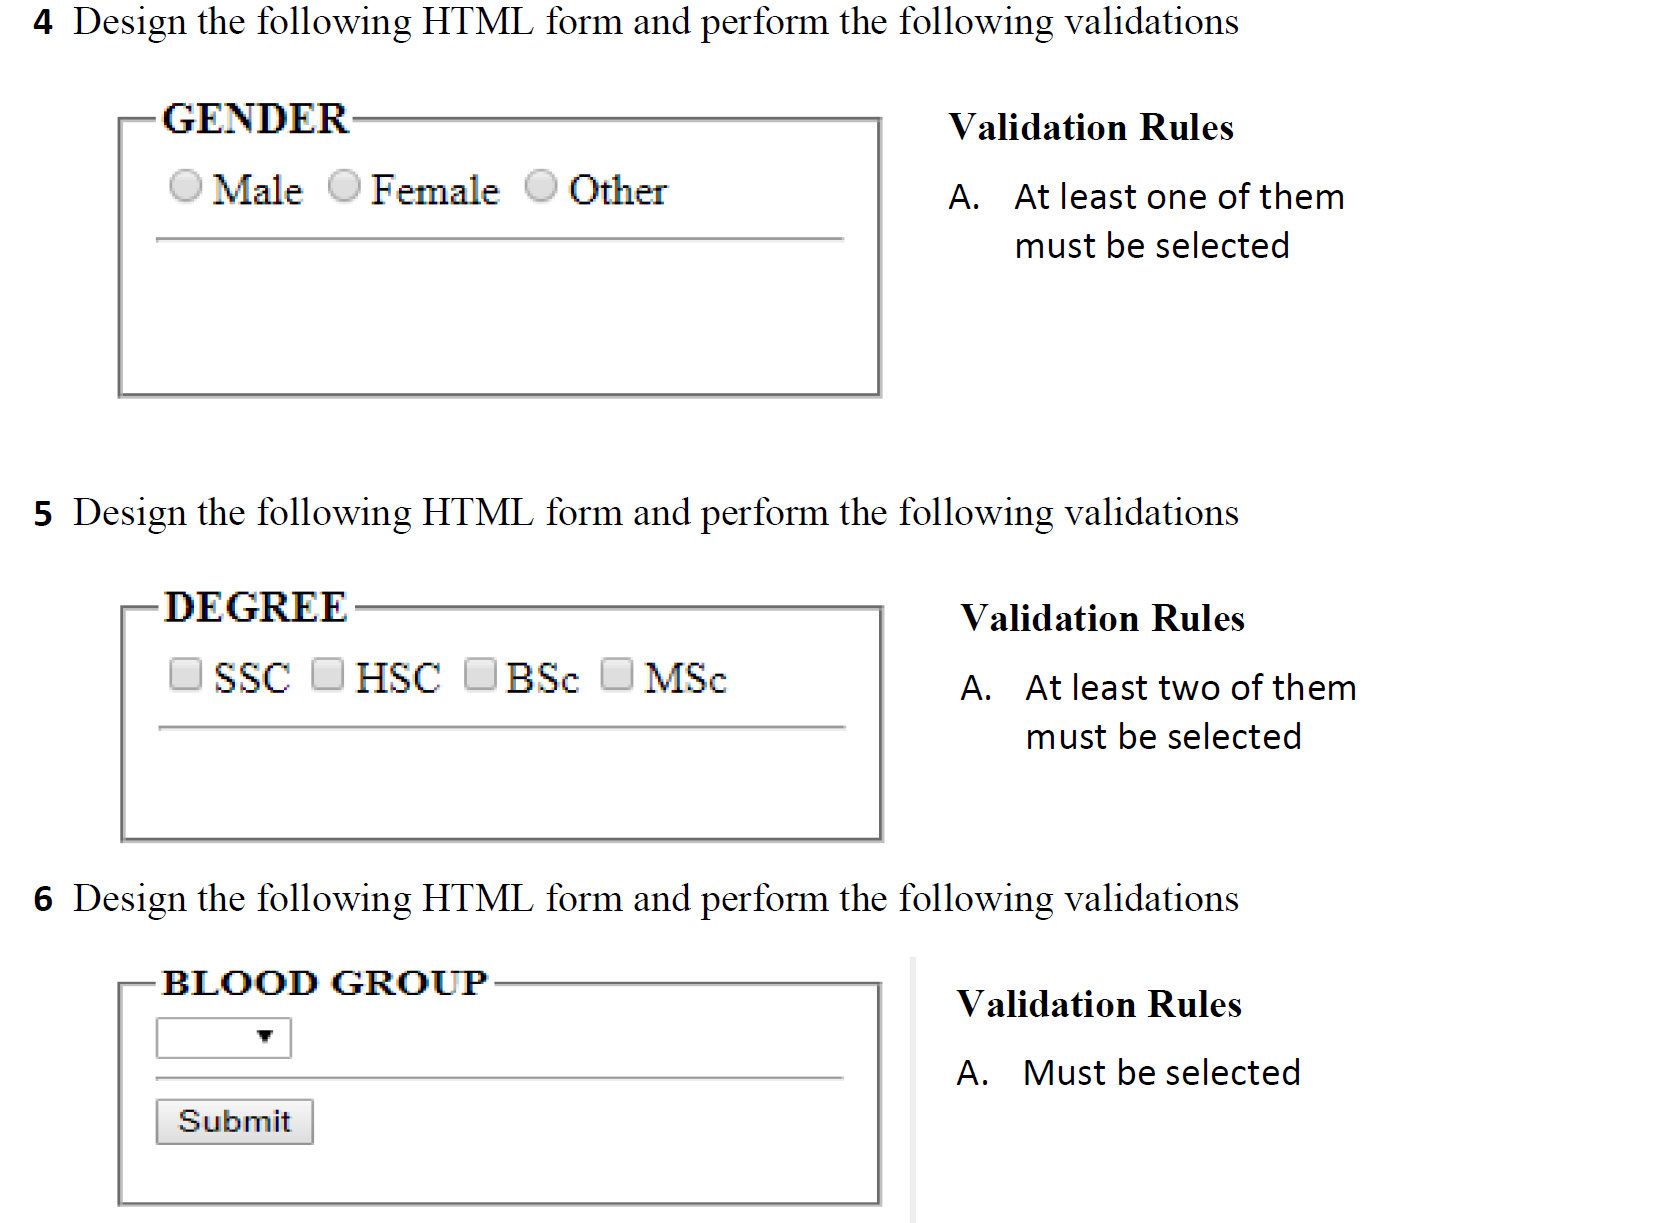 4 Design the following HTML form and perform the following validations
GENDER
Male Female Other
Validation Rules
A. At least one of them
must be selected
5 Design the following HTML form and perform the following validations
DEGREE
SSC HSC BSc MSc
Validation Rules
A. At least two of them
must be selected
6 Design the following HTML form and perform the following validations
BLOOD GROUP
Submit
Validation Rules
A. Must be selected